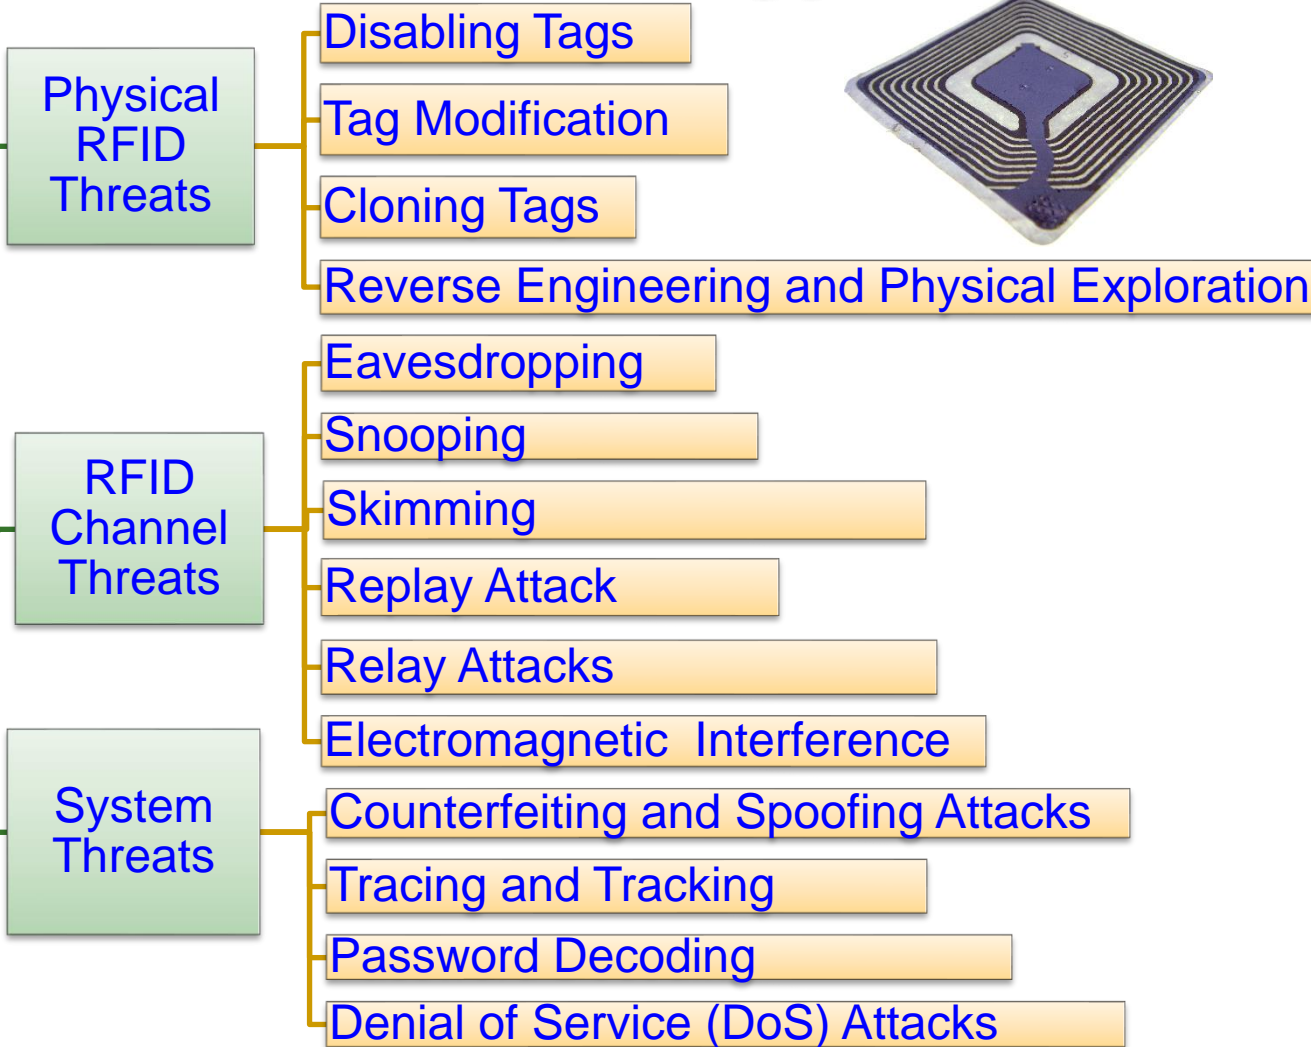 Physical
RFID
Threats
Disabling Tags
Tag Modification
Cloning Tags
Reverse Engineering and Physical Exploration
RFID
Channel
Threats
Eavesdropping
Snooping
Skimming
Replay Attack
Relay Attacks
Electromagnetic  Interference
System
Threats
Counterfeiting and Spoofing Attacks
Tracing and Tracking
Password Decoding
Denial of Service (DoS) Attacks